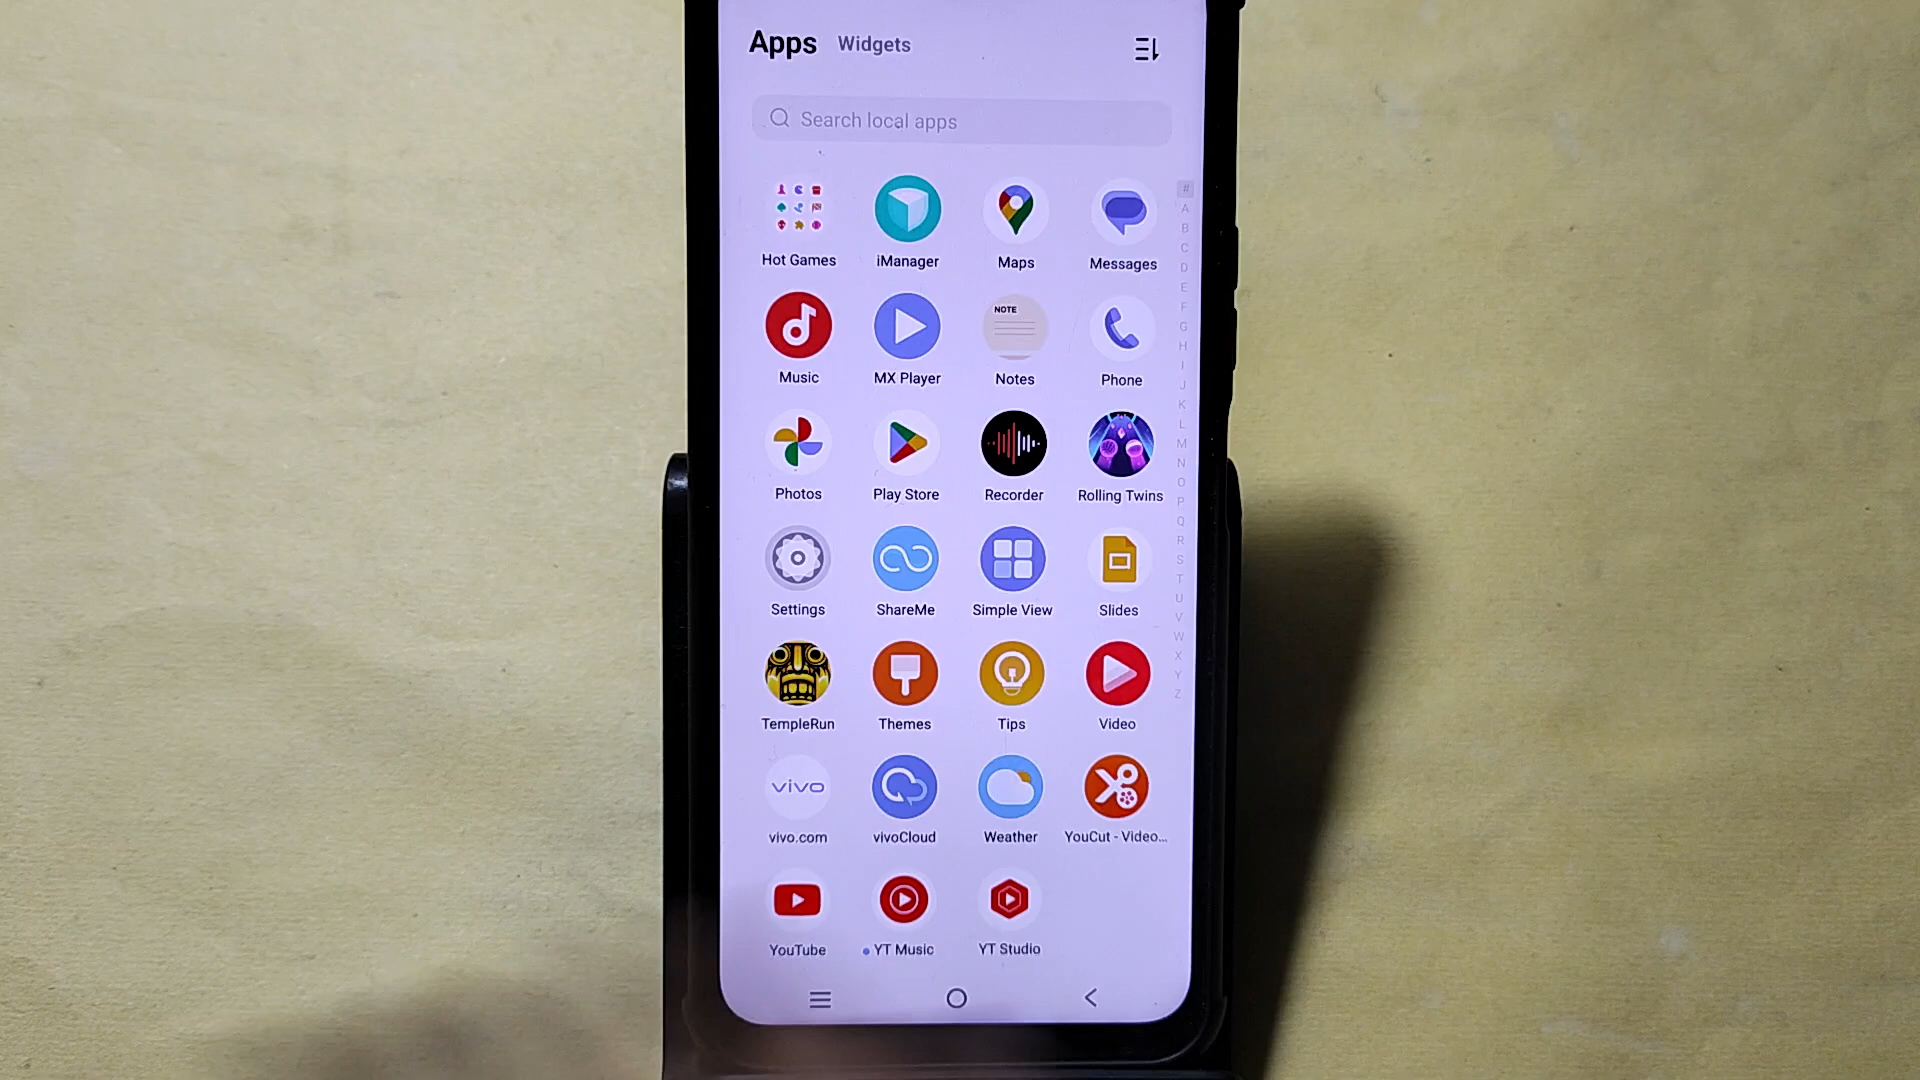 Apps Widgets
Search local apps
Hot Games iManager Maps Messages
NOTE
Music MX Player Notes Phone
Photos Play Store Recorder Rolling Twins
Settings ShareMe Simple View Slides
TempleRun Themes Tips Video
vivo
vivo.com vivoCloud Weather YouCut - Video...
YouTube YT Music YT Studio
#
A
B
C
D
E
F
G
H
I
J
K
L
M
N
O
P
Q
R
S
T
U
V
W
X
Y
Z